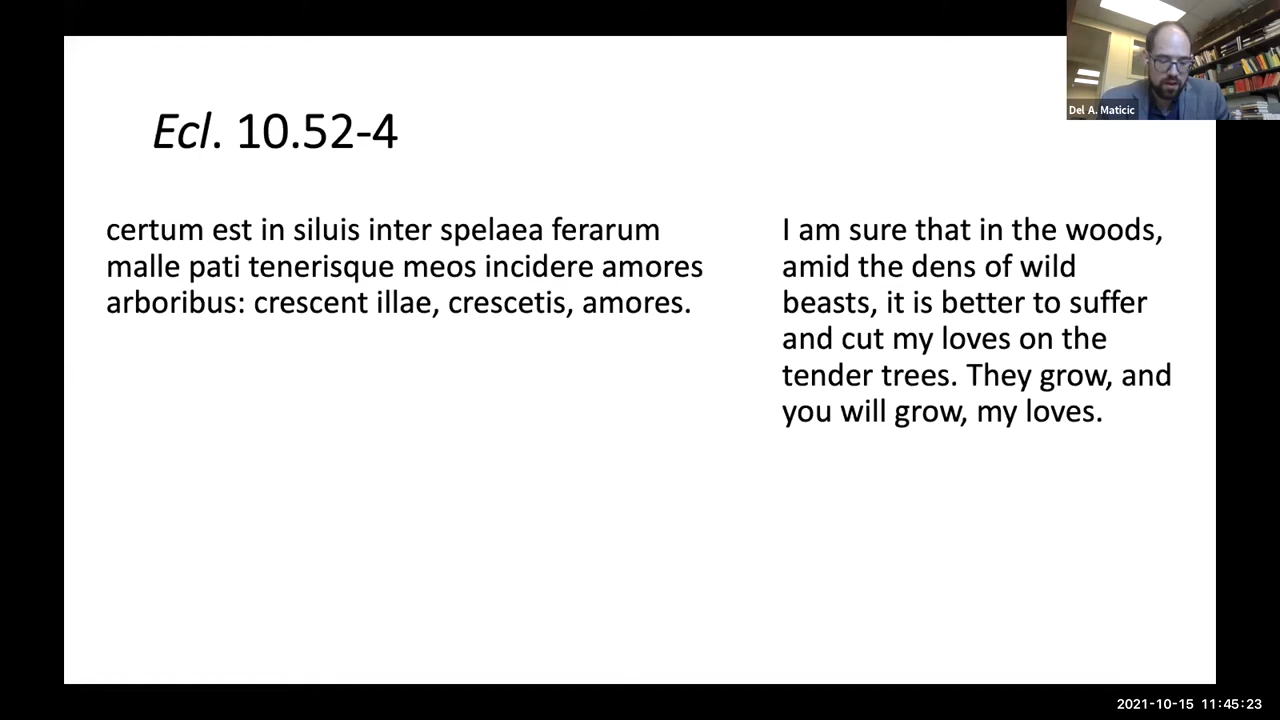 Del A. Maticic
Ecl. 10.52-4
certum est in siluis inter spelaea ferarum
malle pati tenerisque meos incidere amores
arboribus: crescent illae, crescetis, amores.
I am sure that in the woods,
amid the dens of wild
beasts, it is better to suffer
and cut my loves on the
tender trees. They grow, and
you will grow, my loves.
2021-10-15 11:45:23